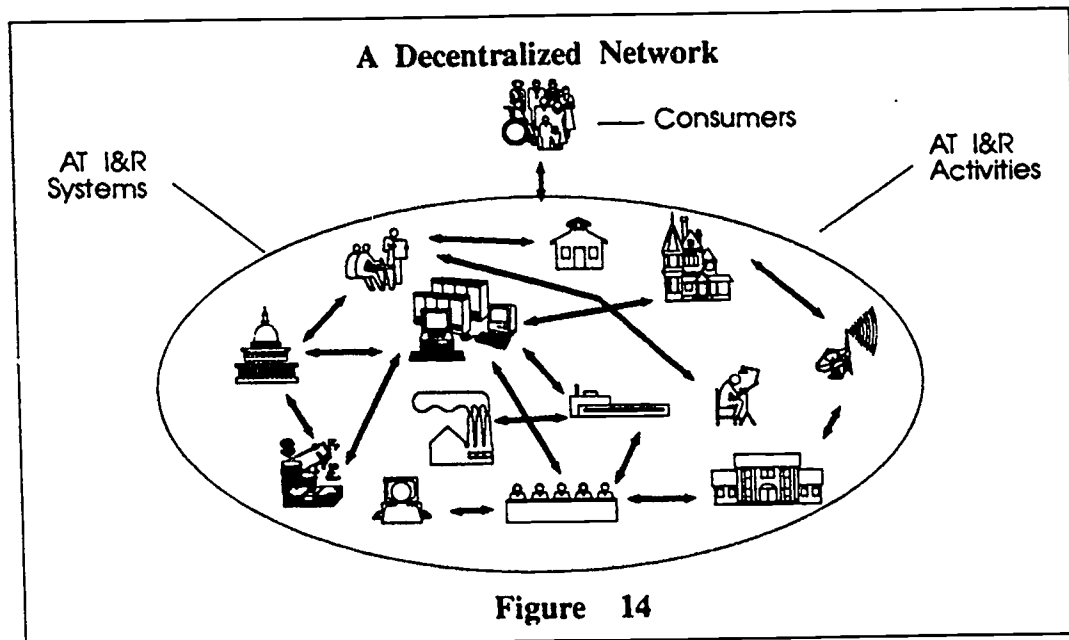 A Decentralized Network
Consumers
AT I&R
Systems
AT I&R
Activities
Figure 14